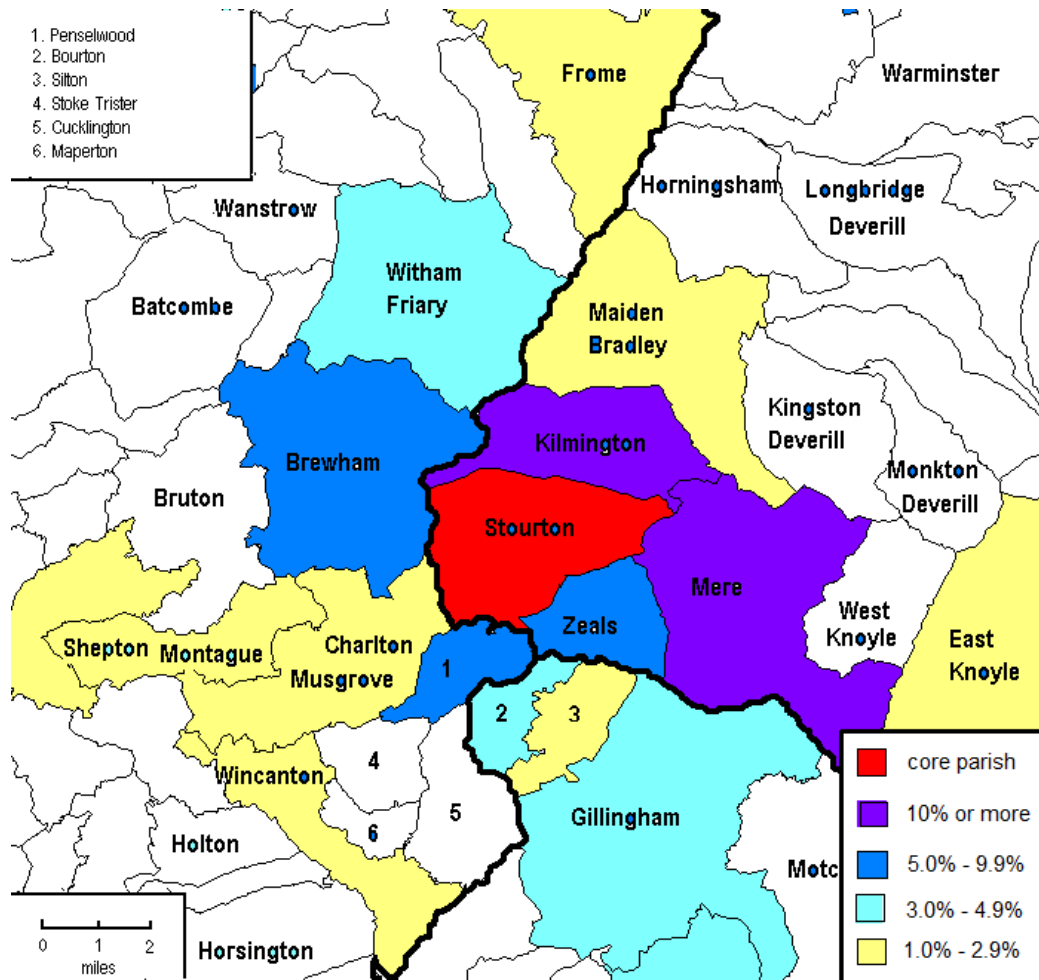 1. Penselwood
2. Bourton
3. Silton
4. Stoke Trister
5. Cucklington
6. Maperton
Frome
Warminster
Horningsham
Longbridge
Deverill
Wanstrow
Witham
Friary
Batcombe
Maiden
Bradley
Kingston
Deverill
Kilmington
Brewham
Monkton
Deverill
Bruton
Stourton
Mere
West
Knoyle
Zeals
East
Knoyle
Shepton
Montague
Charlton
Musgrove
1
2
3
4
5
6
Wincanton
Gillingham
Holton
Motc
Horsington
core parish
10% or more
5.0% - 9.9%
3.0% - 4.9%
1.0% - 2.9%
0 1 2
miles